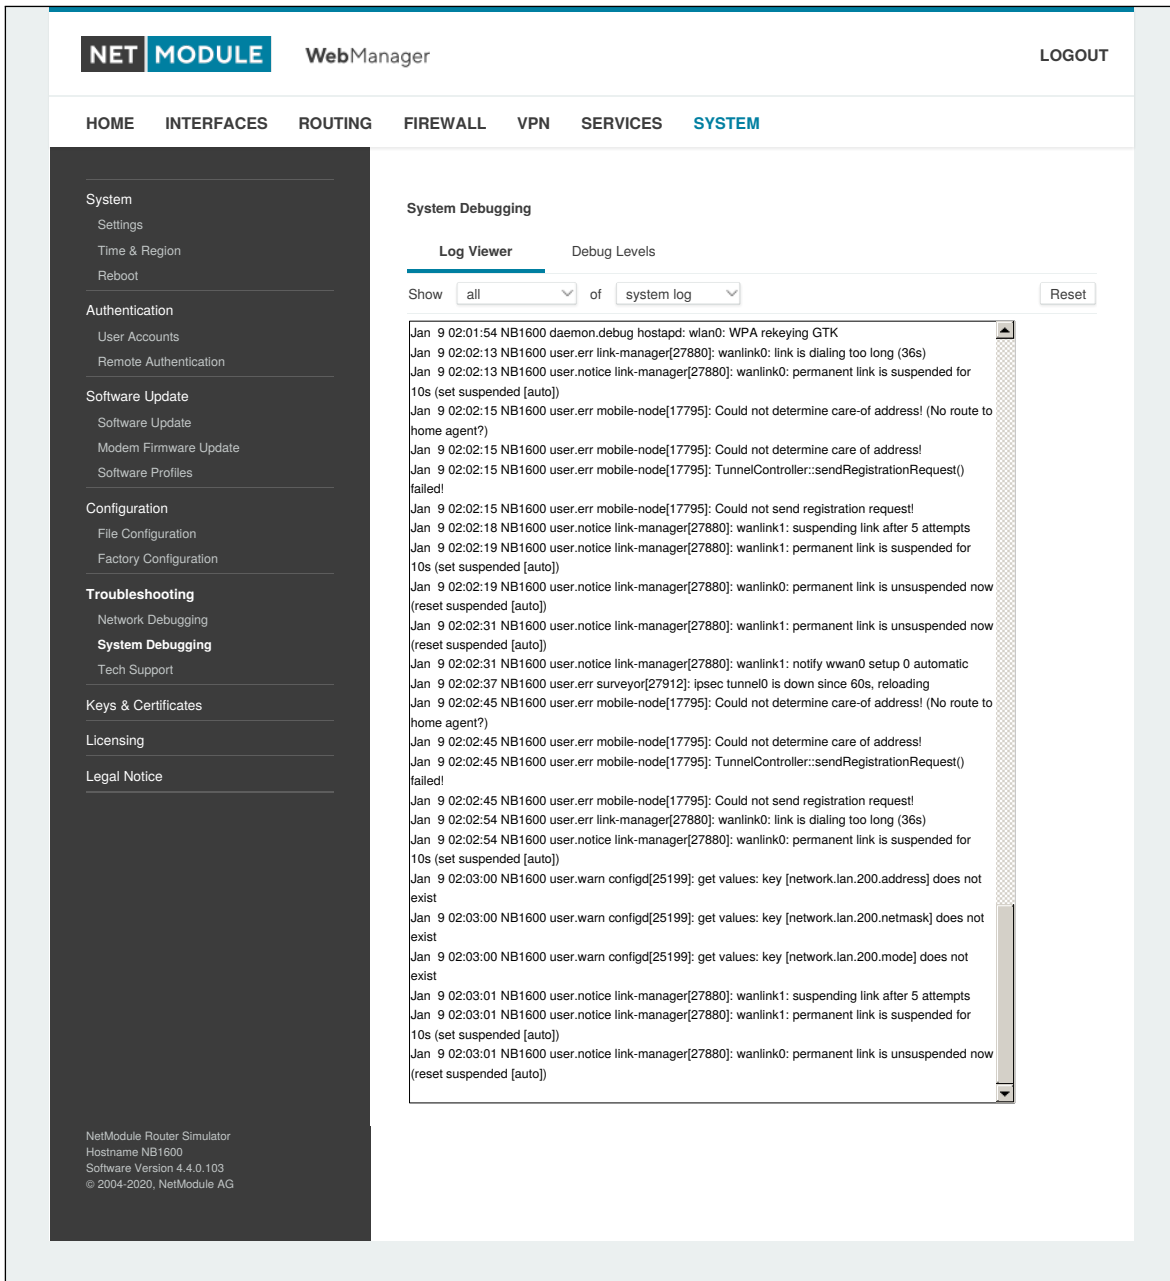 NET MODULE WebManager LOGOUT
HOME INTERFACES ROUTING FIREWALL VPN SERVICES SYSTEM
System
Settings
Time & Region
Reboot
Authentication
User Accounts
Remote Authentication
Software Update
Software Update
Modem Firmware Update
Software Profiles
Configuration
File Configuration
Factory Configuration
Troubleshooting
Network Debugging
System Debugging
Tech Support
Keys & Certificates
Licensing
Legal Notice
NetModule Router Simulator
Hostname NB1600
Software Version 4.4.0.103
© 2004-2020, NetModule AG
System Debugging
Log Viewer Debug Levels
Show all of system log Reset
Jan 9 02:01:54 NB1600 daemon.debug hostapd: wlan0: WPA rekeying GTK
Jan 9 02:02:13 NB1600 user.err link-manager[27880]: wanlink0: link is dialing too long (36s)
Jan 9 02:02:13 NB1600 user.notice link-manager[27880]: wanlink0: permanent link is suspended for
10s (set suspended [auto])
Jan 9 02:02:15 NB1600 user.err mobile-node[17795]: Could not determine care-of address! (No route to
home agent?)
Jan 9 02:02:15 NB1600 user.err mobile-node[17795]: Could not determine care of address!
Jan 9 02:02:15 NB1600 user.err mobile-node[17795]: TunnelController::sendRegistrationRequest()
failed!
Jan 9 02:02:15 NB1600 user.err mobile-node[17795]: Could not send registration request!
Jan 9 02:02:18 NB1600 user.notice link-manager[27880]: wanlink1: suspending link after 5 attempts
Jan 9 02:02:19 NB1600 user.notice link-manager[27880]: wanlink1: permanent link is suspended for
10s (set suspended [auto])
Jan 9 02:02:19 NB1600 user.notice link-manager[27880]: wanlink0: permanent link is unsuspended now
(reset suspended [auto])
Jan 9 02:02:31 NB1600 user.notice link-manager[27880]: wanlink1: permanent link is unsuspended now
(reset suspended [auto])
Jan 9 02:02:31 NB1600 user.notice link-manager[27880]: wanlink1: notify wwan0 setup 0 automatic
Jan 9 02:02:37 NB1600 user.err surveyor[27912]: ipsec tunnel0 is down since 60s, reloading
Jan 9 02:02:45 NB1600 user.err mobile-node[17795]: Could not determine care-of address! (No route to
home agent?)
Jan 9 02:02:45 NB1600 user.err mobile-node[17795]: Could not determine care of address!
Jan 9 02:02:45 NB1600 user.err mobile-node[17795]: TunnelController::sendRegistrationRequest()
failed!
Jan 9 02:02:45 NB1600 user.err mobile-node[17795]: Could not send registration request!
Jan 9 02:02:54 NB1600 user.err link-manager[27880]: wanlink0: link is dialing too long (36s)
Jan 9 02:02:54 NB1600 user.notice link-manager[27880]: wanlink0: permanent link is suspended for
10s (set suspended [auto])
Jan 9 02:03:00 NB1600 user.warn configd[25199]: get values: key [network.lan.200.address] does not
exist
Jan 9 02:03:00 NB1600 user.warn configd[25199]: get values: key [network.lan.200.netmask] does not
exist
Jan 9 02:03:00 NB1600 user.warn configd[25199]: get values: key [network.lan.200.mode] does not
exist
Jan 9 02:03:01 NB1600 user.notice link-manager[27880]: wanlink1: suspending link after 5 attempts
Jan 9 02:03:01 NB1600 user.notice link-manager[27880]: wanlink1: permanent link is suspended for
10s (set suspended [auto])
Jan 9 02:03:01 NB1600 user.notice link-manager[27880]: wanlink0: permanent link is unsuspended now
(reset suspended [auto])